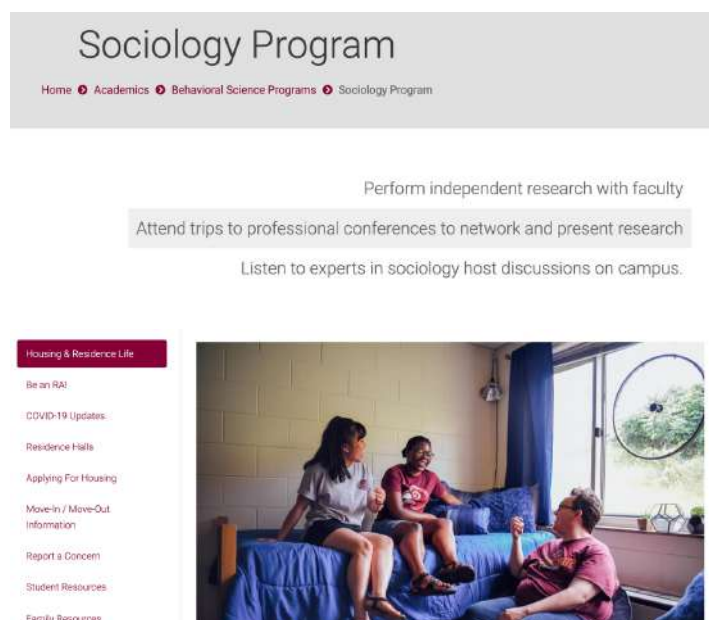 Sociology Program
Home Academics Behavioral Science Programs Sociology Program
Perform independent research with faculty
Attend trips to professional conferences to network and present research
Listen to experts in sociology host discussions on campus.
Housing & Residence Life
Be an RA!
COVID-19 Updates
Residence Halls
Applying For Housing
Move-In / Move-Out
Information
Report a Concern
Student Resources
Family Resources